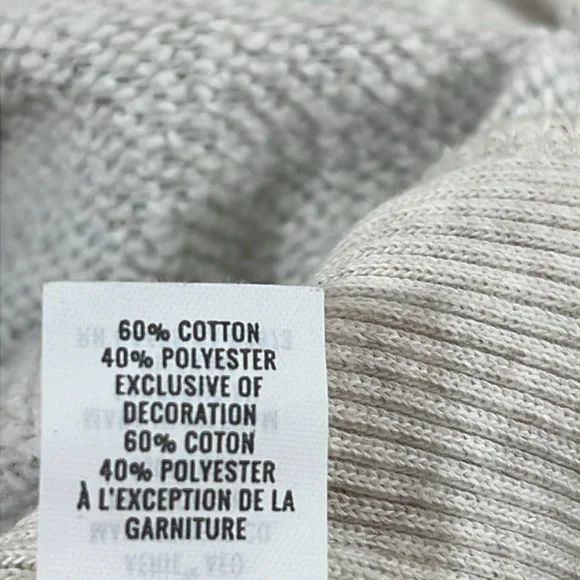 60% COTTON
40% POLYESTER
EXCLUSIVE OF
DECORATION
60% COTON
40% POLYESTER
À L'EXCEPTION DE LA
GARNITURE